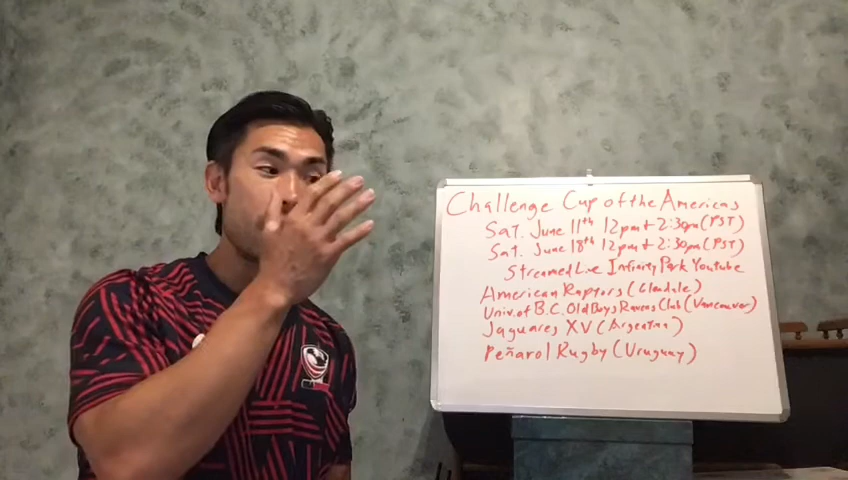 Challenge Cup of the Americas
Sat. June 11th 12pm + 2:30pm (PST)
Sat. June 18th 12pm + 2:30pm (PST)
Streamed Live Infinity Park Youtube
American Raptors (Glendale)
Univ. of B.C. Old Boys Ravens Club (Vancouver)
Jaguares XV (Argentina)
Peñarol Rugby (Uruguay)